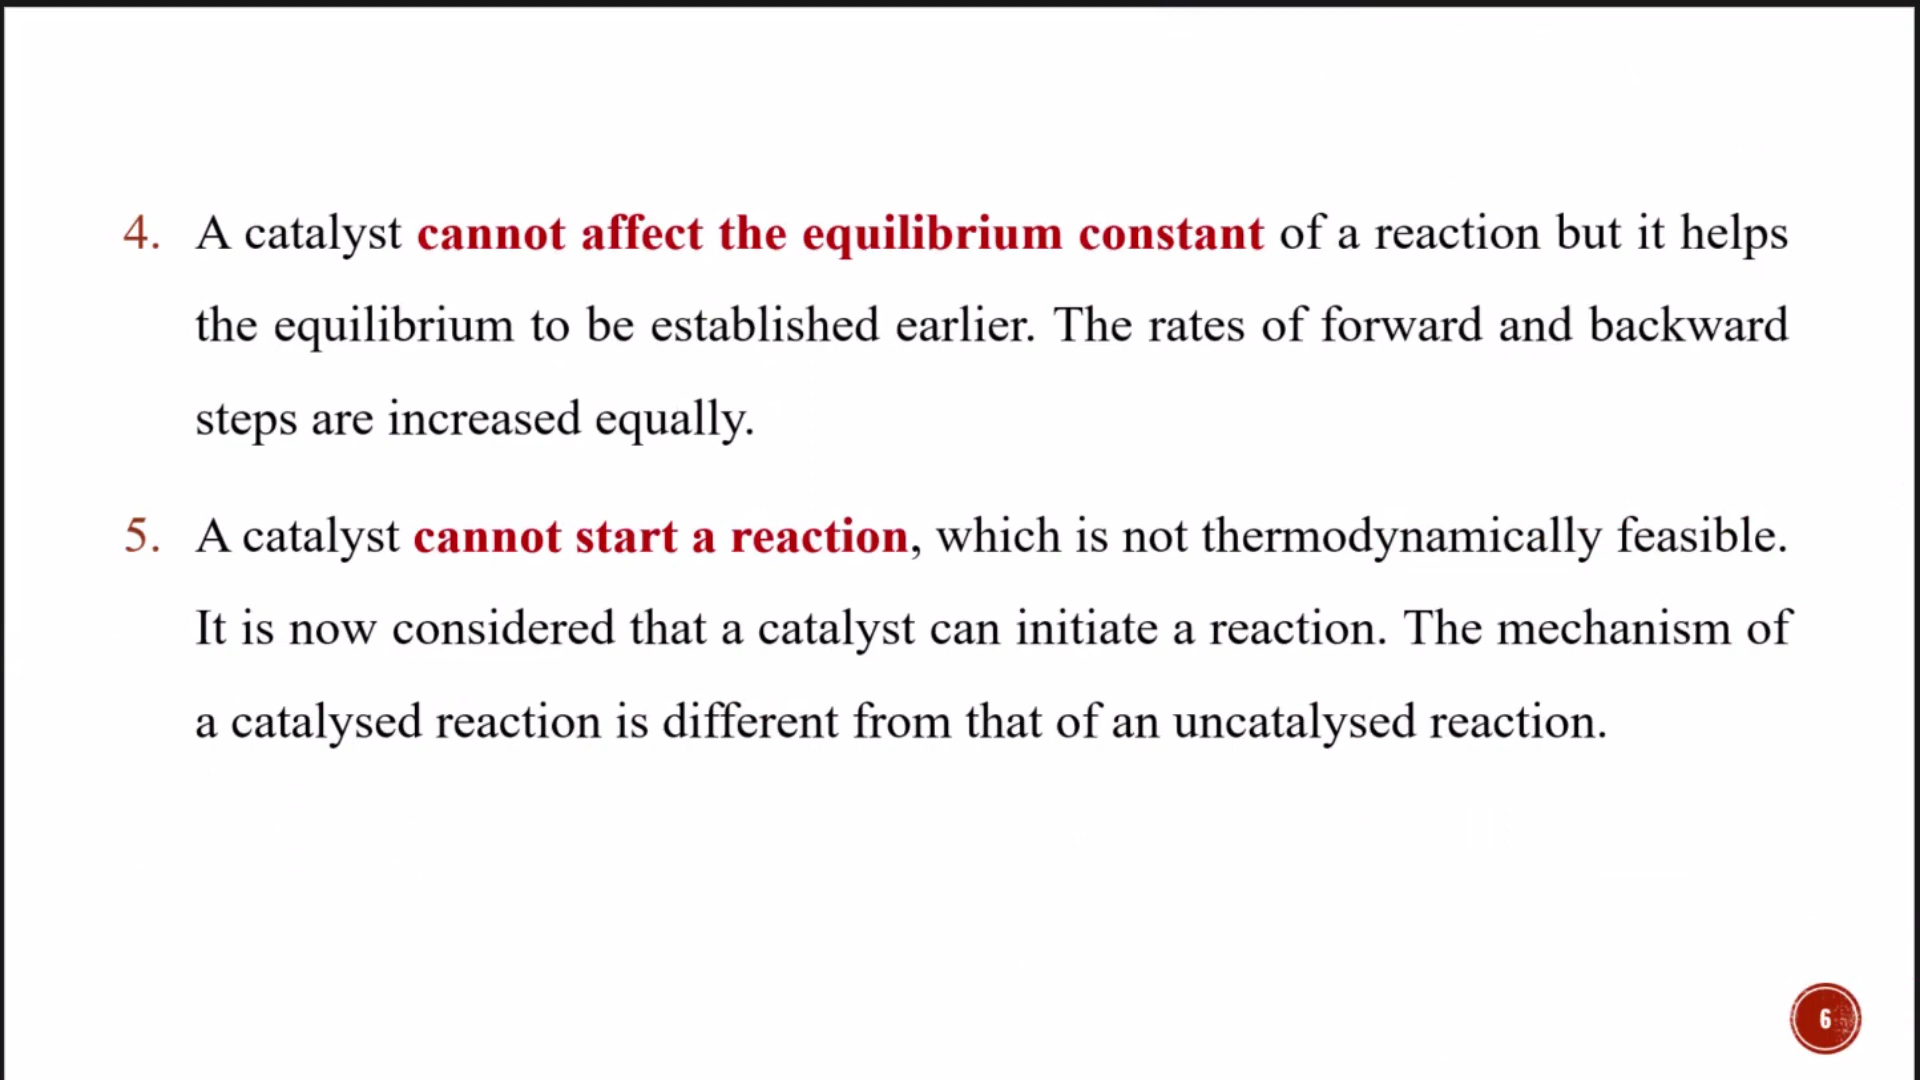 4. A catalyst cannot affect the equilibrium constant of a reaction but it helps
the equilibrium to be established earlier. The rates of forward and backward
steps are increased equally.
5. A catalyst cannot start a reaction, which is not thermodynamically feasible.
It is now considered that a catalyst can initiate a reaction. The mechanism of
a catalysed reaction is different from that of an uncatalysed reaction.
6